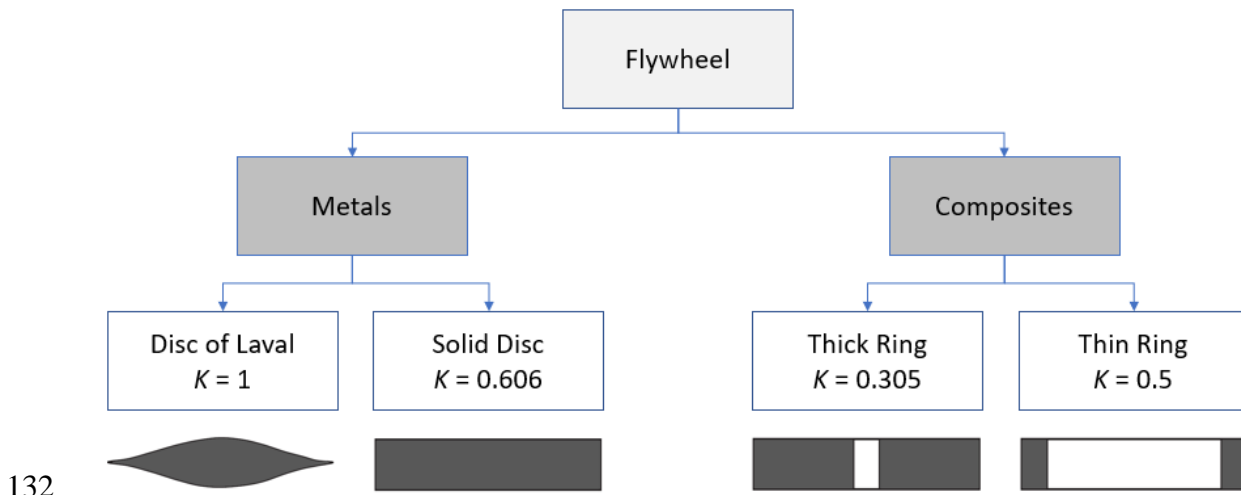 Flywheel
Metals
Composites
Disc of Laval
K = 1
Solid Disc
K = 0.606
Thick Ring
K = 0.305
Thin Ring
K = 0.5
132